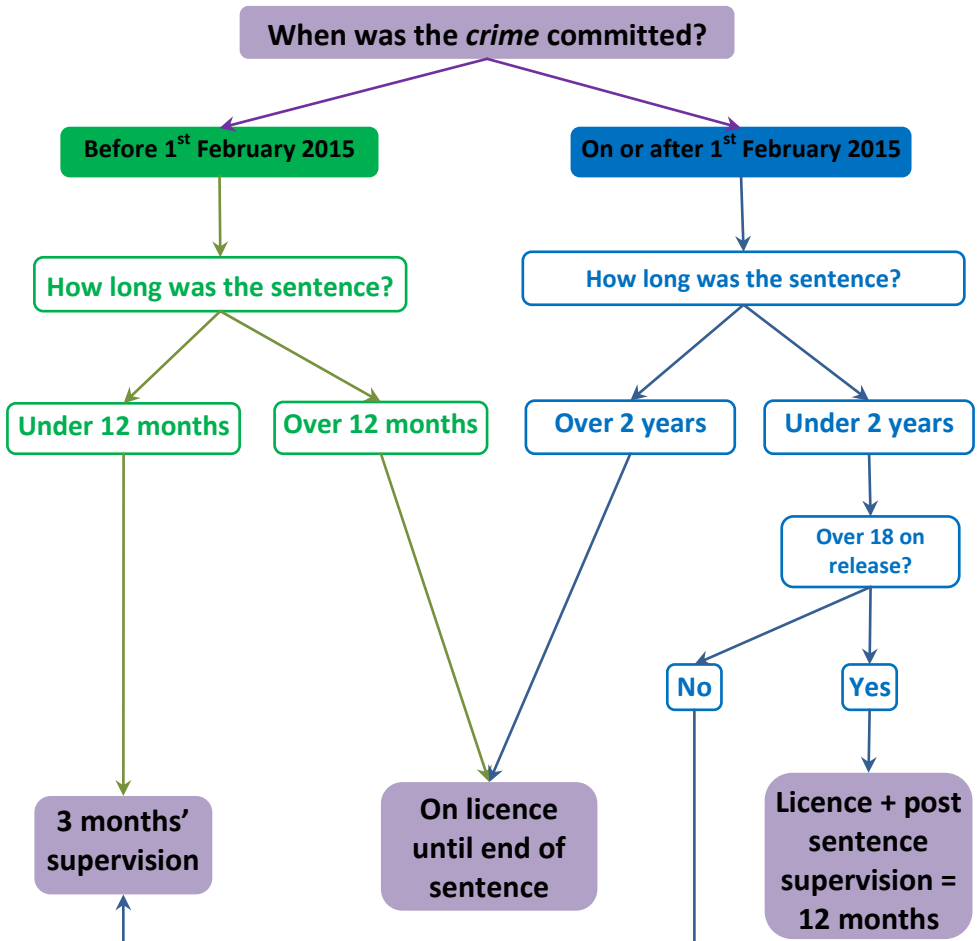 When was the crime committed?
Before 1st February 2015
On or after 1st February 2015
How long was the sentence?
How long was the sentence?
Under 12 months
Over 12 months
Over 2 years
Under 2 years
Over 18 on
release?
No
Yes
3 months’
supervision
On licence
until end of
sentence
Licence + post
sentence
supervision =
12 months